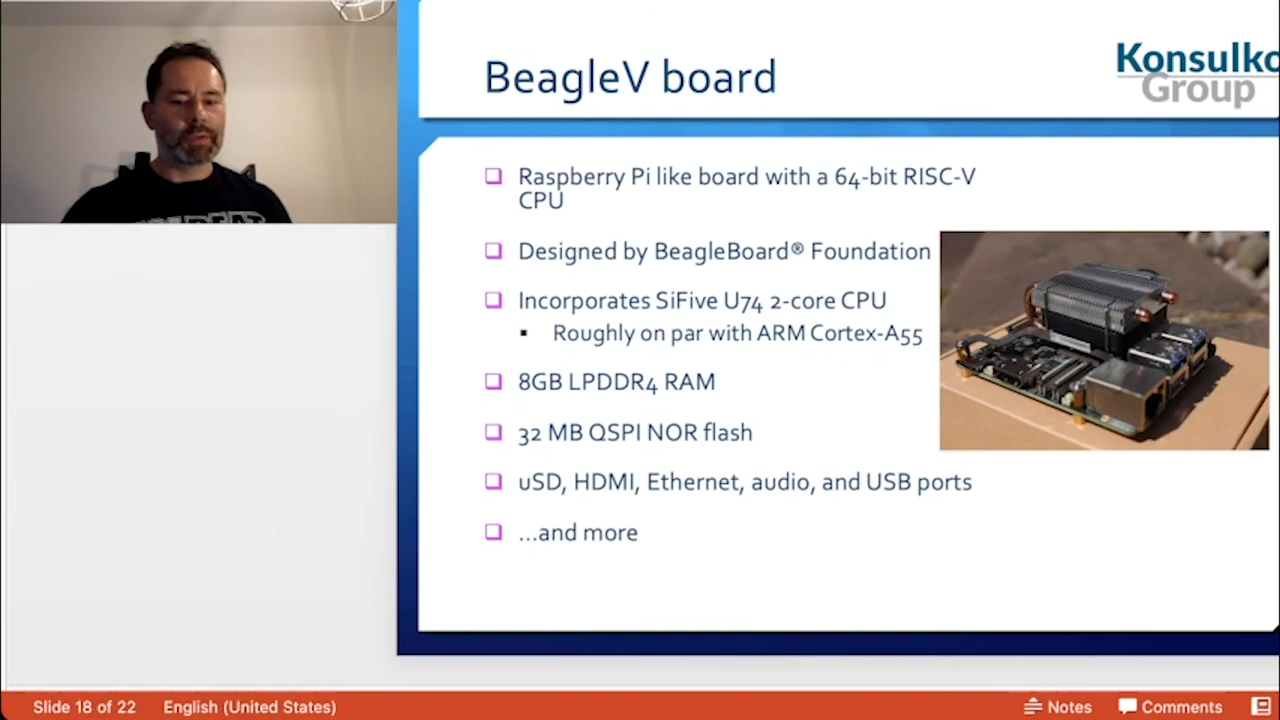 BeagleV board
Konsulko
Group
❑ Raspberry Pi like board with a 64-bit RISC-V
CPU
❑ Designed by BeagleBoard® Foundation
❑ Incorporates SiFive U74 2-core CPU
▪ Roughly on par with ARM Cortex-A55
❑ 8GB LPDDR4 RAM
❑ 32 MB QSPI NOR flash
❑ uSD, HDMI, Ethernet, audio, and USB ports
❑ ...and more
Slide 18 of 22 English (United States) Notes Comments